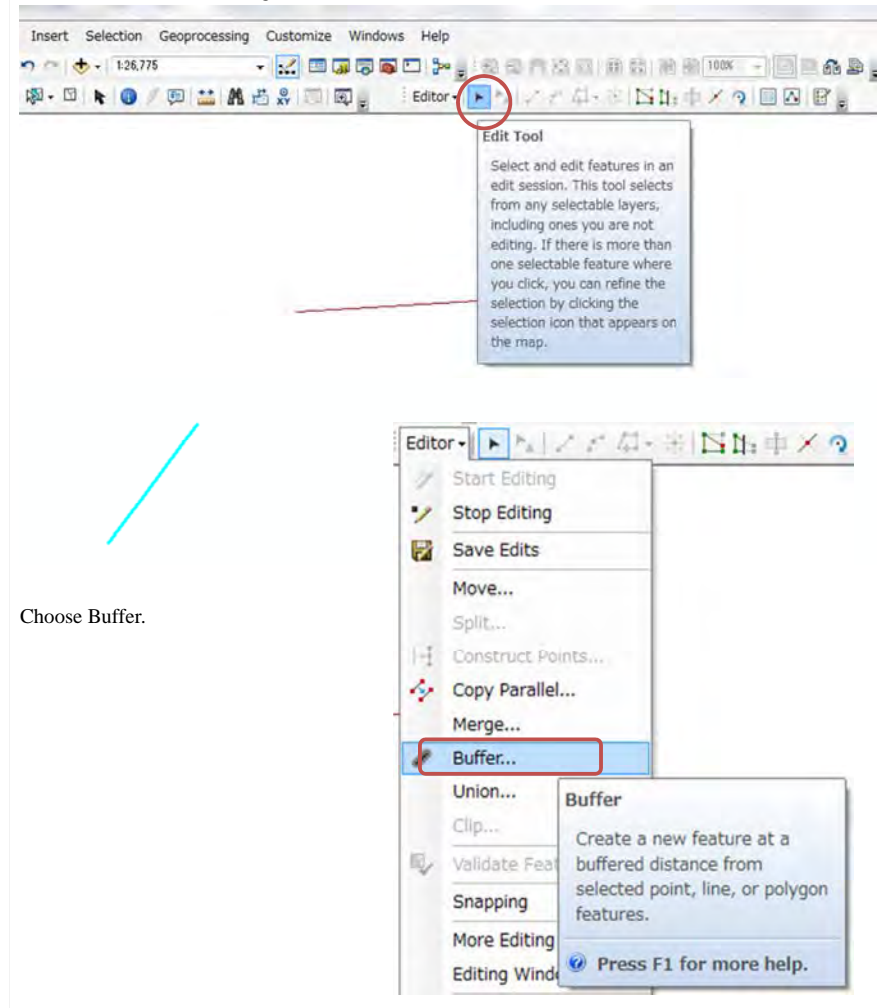 Insert Selection Geoprocessing Customize Windows Help
1:26,775
100%
Editor
Edit Tool
Select and edit features in an
edit session. This tool selects
from any selectable layers,
including ones you are not
editing. If there is more than
one selectable feature where
you click, you can refine the
selection by clicking the
selection icon that appears on
the map.
Editor
Start Editing
Stop Editing
Save Edits
Move...
Choose Buffer.
Split...
Construct Points...
Copy Parallel...
Merge...
Buffer...
Union...
Clip...
Validate Feat
Snapping
More Editing
Editing Wind
Buffer
Create a new feature at a
buffered distance from
selected point, line, or polygon
features.
Press F1 for more help.